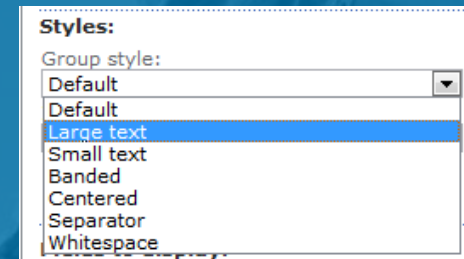 Styles:
Group style:
Default
Default
Large text
Small text
Banded
Centered
Separator
Whitespace